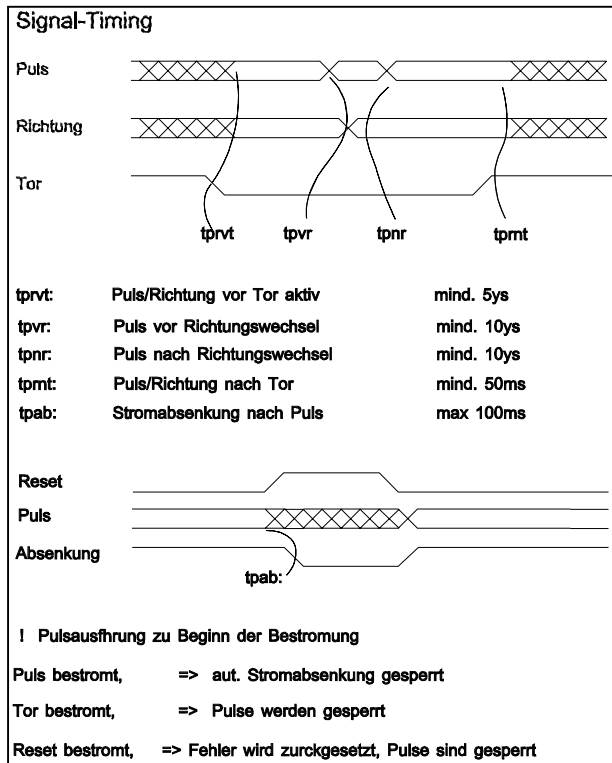 Signal-Timing
Puls
Richtung
Tor
tprvt tpvr tpnr tprnt
tprvt: Puls/Richtung vor Tor aktiv mind. 5ys
tpvr: Puls vor Richtungswechsel mind. 10ys
tpnr: Puls nach Richtungswechsel mind. 10ys
tprnt: Puls/Richtung nach Tor mind. 50ms
tpab: Stromabsenkung nach Puls max 100ms
Reset
Puls
Absenkung
tpab:
! Pulsausfhrung zu Beginn der Bestromung
Puls bestromt, => aut. Stromabsenkung gesperrt
Tor bestromt, => Pulse werden gesperrt
Reset bestromt, => Fehler wird zurckgesetzt, Pulse sind gesperrt